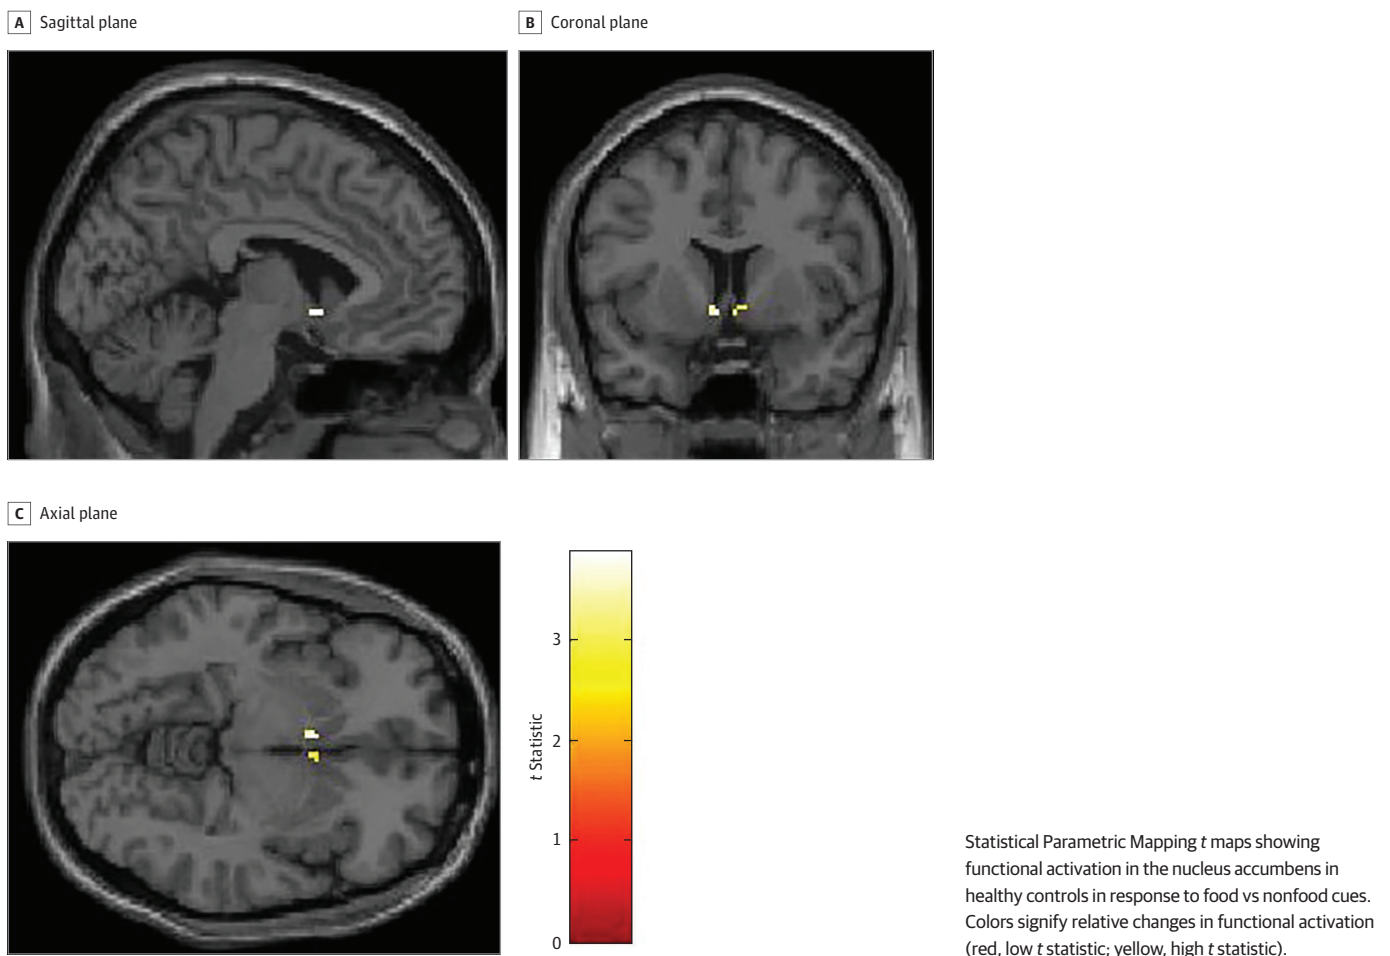 A Sagittal plane
B Coronal plane
C Axial plane
3
2
1
0
t Statistic
Statistical Parametric Mapping t maps showing
functional activation in the nucleus accumbens in
healthy controls in response to food vs nonfood cues.
Colors signify relative changes in functional activation
(red, low t statistic; yellow, high t statistic).